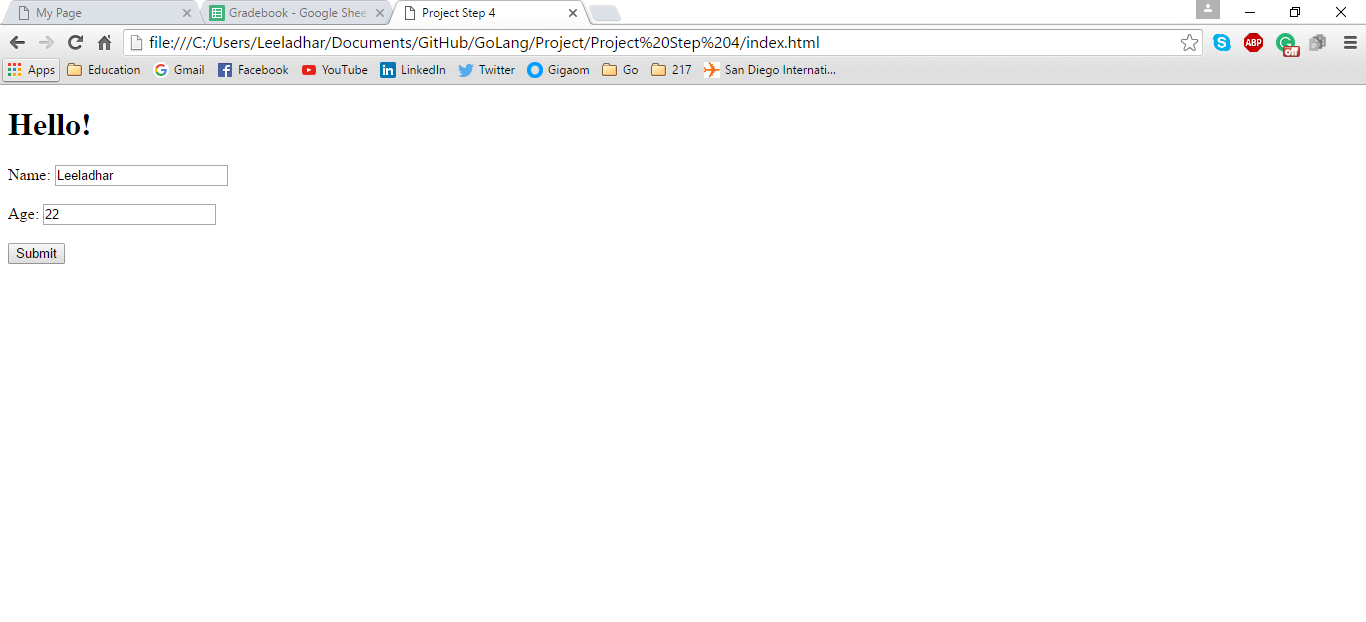 My Page
Gradebook - Google Shee
Project Step 4
file:///C:/Users/Leeladhar/Documents/GitHub/GoLang/Project/Project%20Step%204/index.html
ABP
off
Apps Education Gmail Facebook YouTube LinkedIn Twitter Gigaom Go 217 San Diego Internati...
Hello!
Name: Leeladhar
Age: 22
Submit